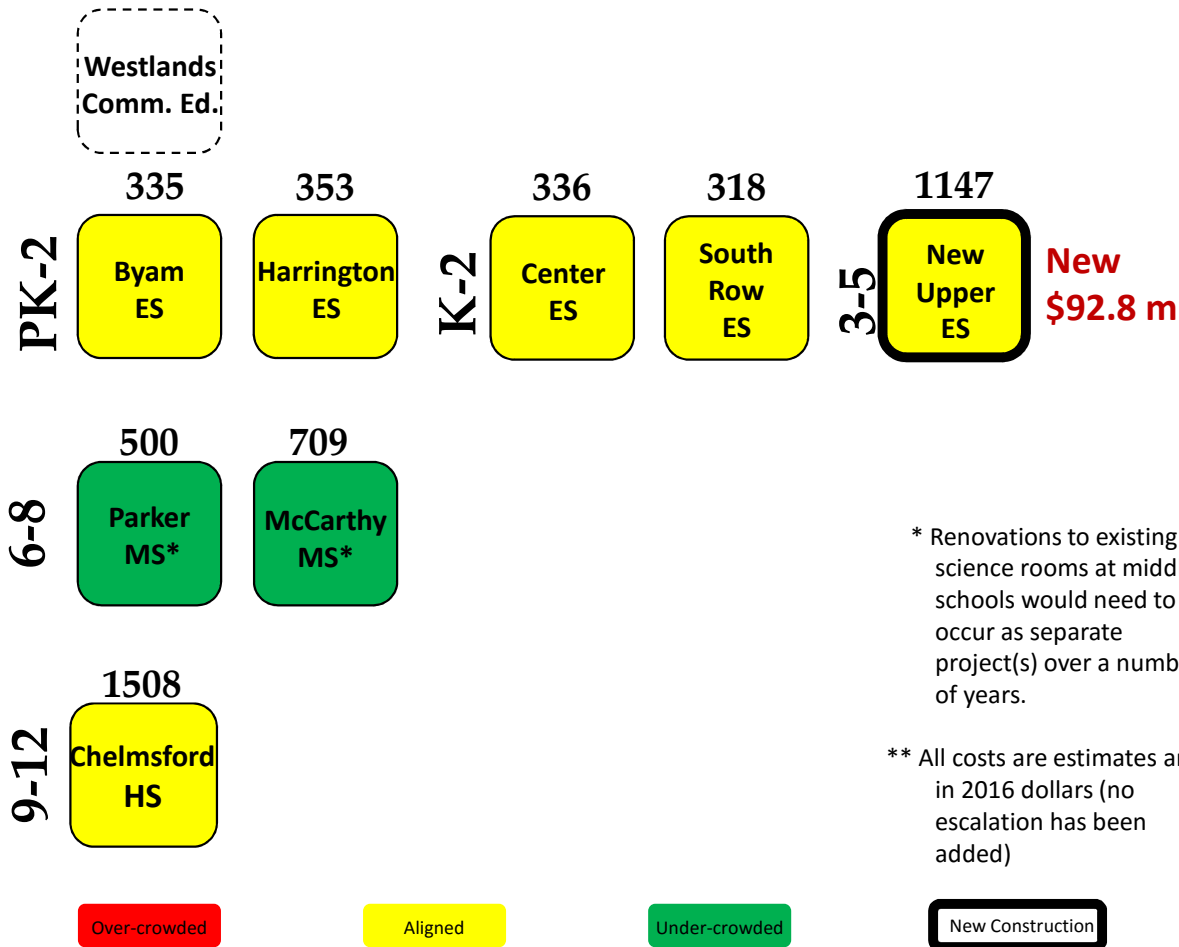 Westlands
Comm. Ed.
335
353
336
318
1147
PK-2
Byam
ES
Harrington
ES
K-2
Center
ES
South
Row
ES
3-5
New
Upper
ES
New
$92.8 m
500
709
6-8
Parker
MS*
McCarthy
MS*
* Renovations to existing
science rooms at midd
schools would need to
occur as separate
project(s) over a numb
of years.
1508
9-12
Chelmsford
HS
** All costs are estimates a
in 2016 dollars (no
escalation has been
added)
Over-crowded
Aligned
Under-crowded
New Construction